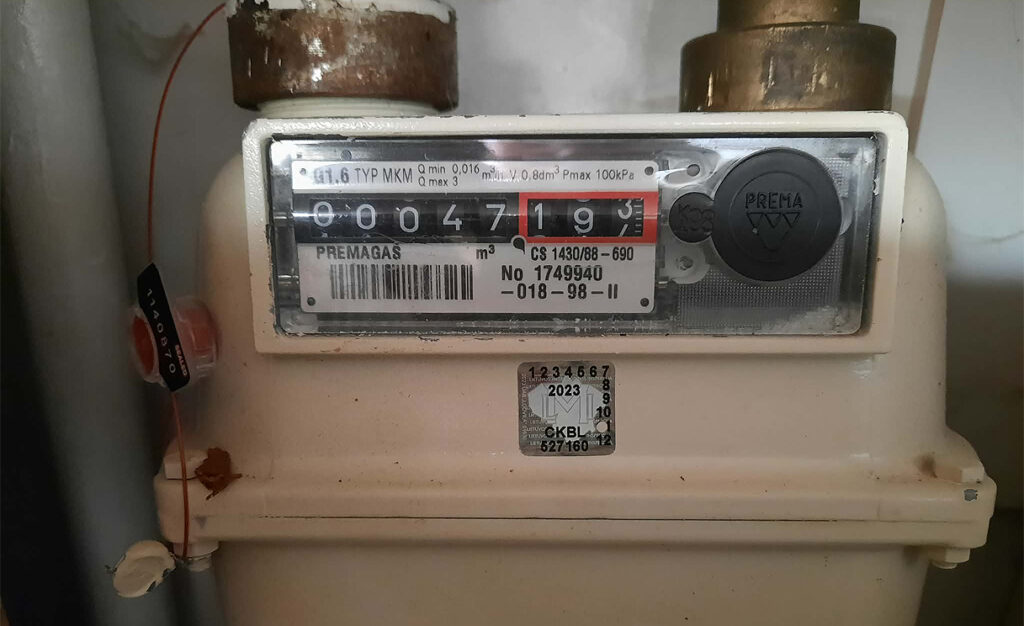 G1.6 TYP MKM Q min 0,016 m³/h V 0,8dm³ Pmax 100kPa
Q max 3
0 0 0 4 7 1 9 3
PREMAGAS m³ CS 1430/88-690
No 1749940
-018-98-II
PREMA
1140870
1 2 3 4 5 6 7
8
2023
9
10
LM
CKBL
12
527160